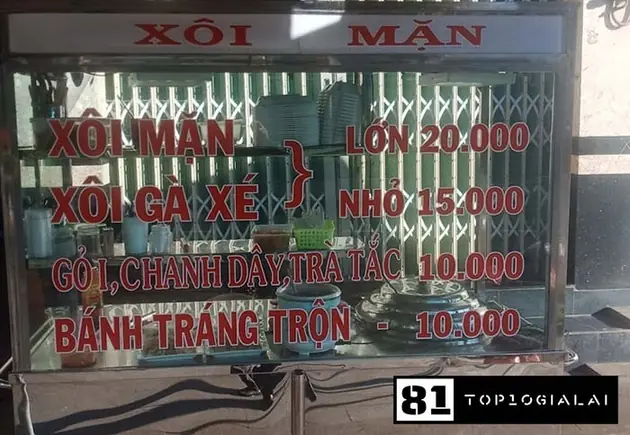 XÔI MẶN
XÔI MẶN } LỚN 20.000
XÔI GÀ XÉ NHỎ 15.000
GỎI, CHANH DÂY, TRÀ TẮC 10.000
BÁNH TRÁNG TRỘN - 10.000
81 TOP10GIALAI